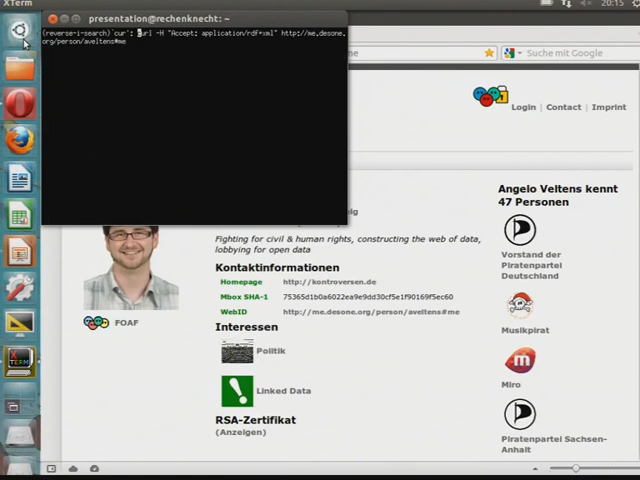 XTerm
20:15
presentation@rechenknecht: ~
(reverse-i-search)`cur': curl -H "Accept: application/rdf+xml" http://me.desone.
org/person/aveltens#me
Suche mit Google
Login | Contact | Imprint
Angelo Veltens kennt
47 Personen
Fighting for civil & human rights, constructing the web of data,
lobbying for open data
Kontaktinformationen
Homepage http://kontroversen.de
Mbox SHA-1 75365d1b0a6022ea9e9dd30cf5e1f90169f5ec60
WebID http://me.desone.org/person/aveltens#me
FOAF
Interessen
Politik
Linked Data
RSA-Zertifikat
(Anzeigen)
Vorstand der
Piratenpartei
Deutschland
Musikpirat
Miro
Piratenpartei Sachsen-
Anhalt
X
TERM